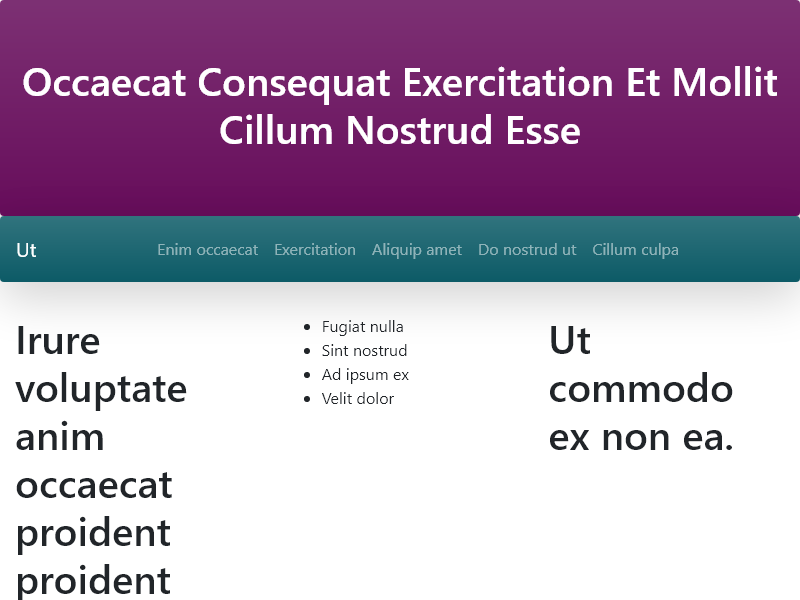 Occaecat Consequat Exercitation Et Mollit
Cillum Nostrud Esse
Ut
Enim occaecat
Exercitation
Aliquip amet
Do nostrud ut
Cillum culpa
Irure
voluptate
anim
occaecat
proident
proident
Fugiat nulla
Sint nostrud
Ad ipsum ex
Velit dolor
Ut
commodo
ex non ea.